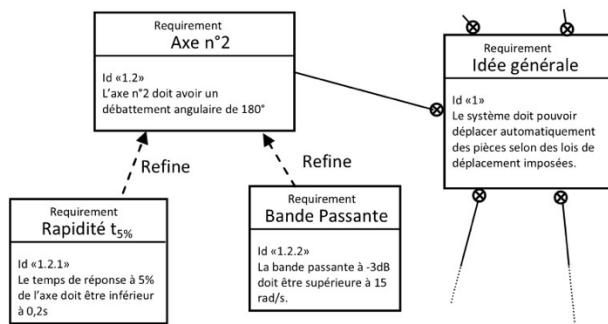 Requirement
Axe n°2
Id «1.2»
L'axe n°2 doit avoir un
débattement angulaire de 180°
Requirement
Idée générale
Id «1»
Le système doit pouvoir
déplacer automatiquement
des pièces selon des lois de
déplacement imposées.
Refine
Refine
Requirement
Rapidité t5%
Id «1.2.1»
Le temps de réponse à 5%
de l'axe doit être inférieur
à 0,2s
Requirement
Bande Passante
Id «1.2.2»
La bande passante à -3dB
doit être supérieure à 15
rad/s.